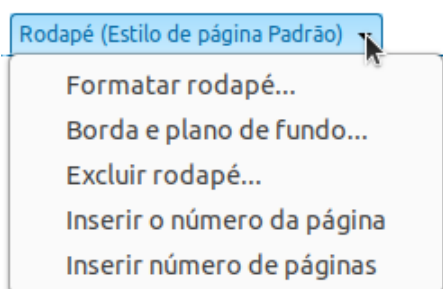 Rodapé (Estilo de página Padrão)
Formatar rodapé...
Borda e plano de fundo...
Excluir rodapé...
Inserir o número da página
Inserir número de páginas